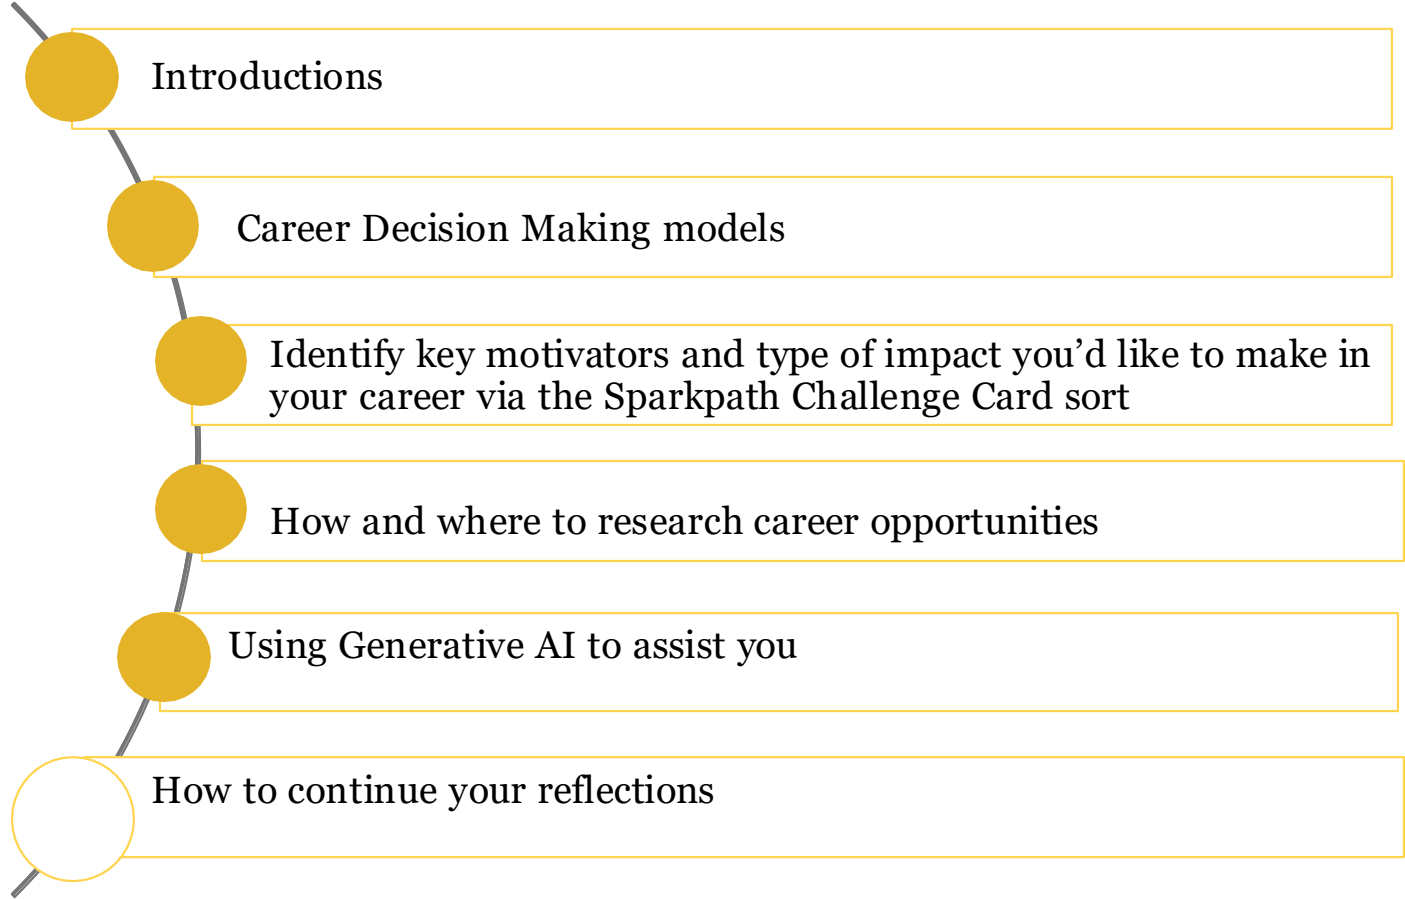 Introductions
Career Decision Making models
Identify key motivators and type of impact you’d like to make in
your career via the Sparkpath Challenge Card sort
How and where to research career opportunities
Using Generative AI to assist you
How to continue your reflections